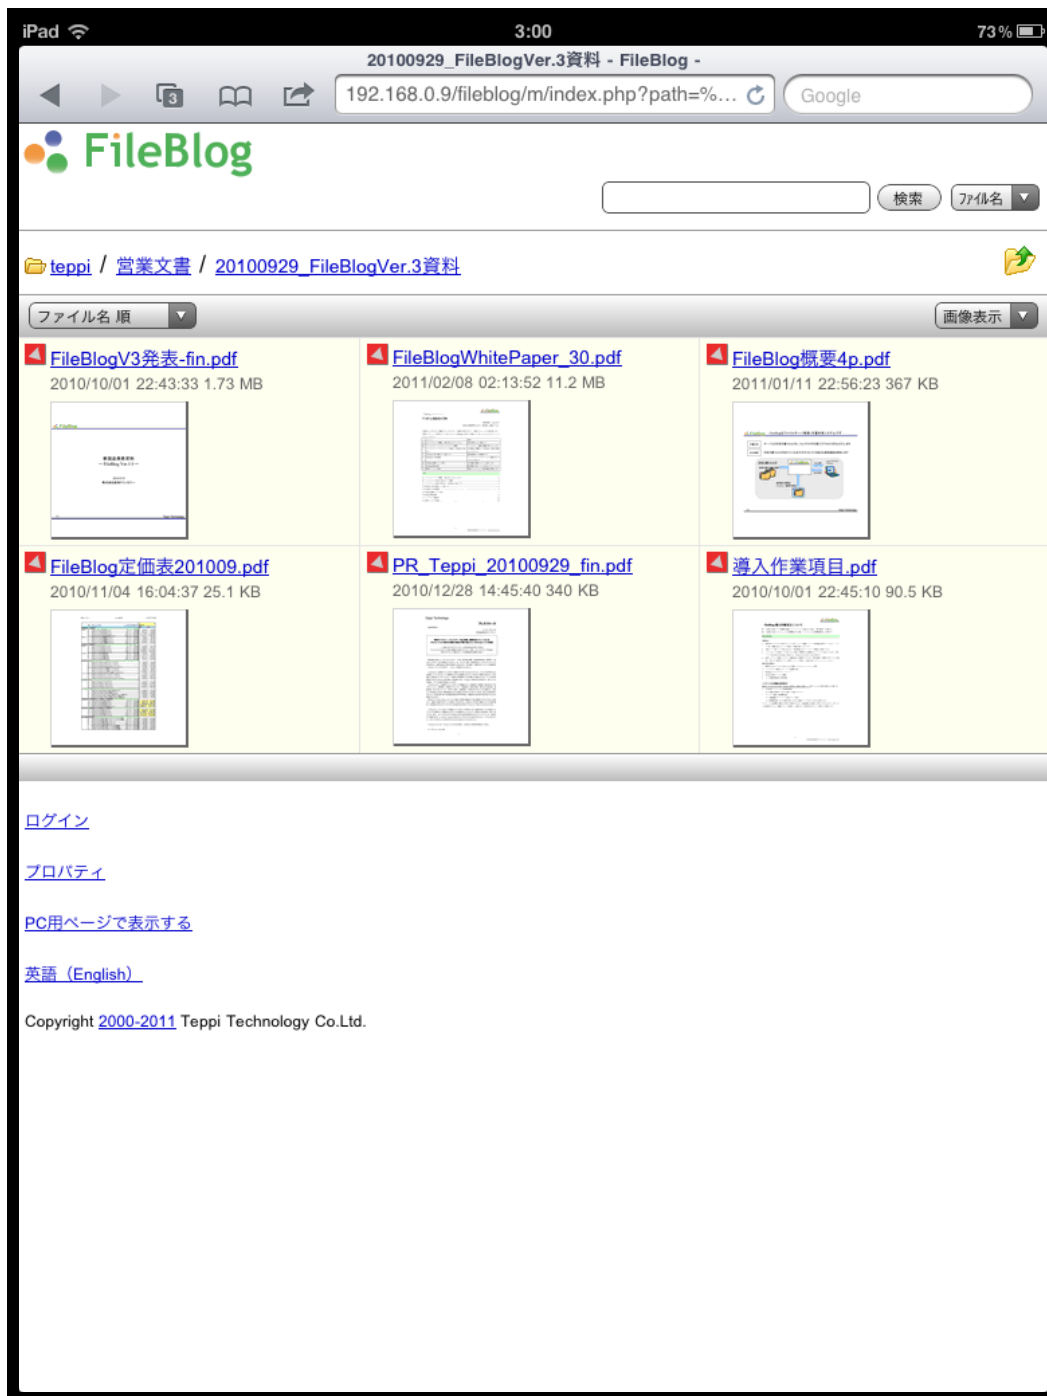 iPad 3:00 73%
20100929_FileBlogVer.3資料 - FileBlog -
3 192.168.0.9/fileblog/m/index.php?path=%... Google
FileBlog
検索 ファイル名
teppi / 営業文書 / 20100929_FileBlogVer.3資料
ファイル名 順 画像表示
FileBlogV3発表-fin.pdf
2010/10/01 22:43:33 1.73 MB
FileBlogWhitePaper_30.pdf
2011/02/08 02:13:52 11.2 MB
FileBlog概要4p.pdf
2011/01/11 22:56:23 367 KB
FileBlog定価表201009.pdf
2010/11/04 16:04:37 25.1 KB
PR_Teppi_20100929_fin.pdf
2010/12/28 14:45:40 340 KB
導入作業項目.pdf
2010/10/01 22:45:10 90.5 KB
ログイン
プロパティ
PC用ページで表示する
英語（English）
Copyright 2000-2011 Teppi Technology Co.Ltd.